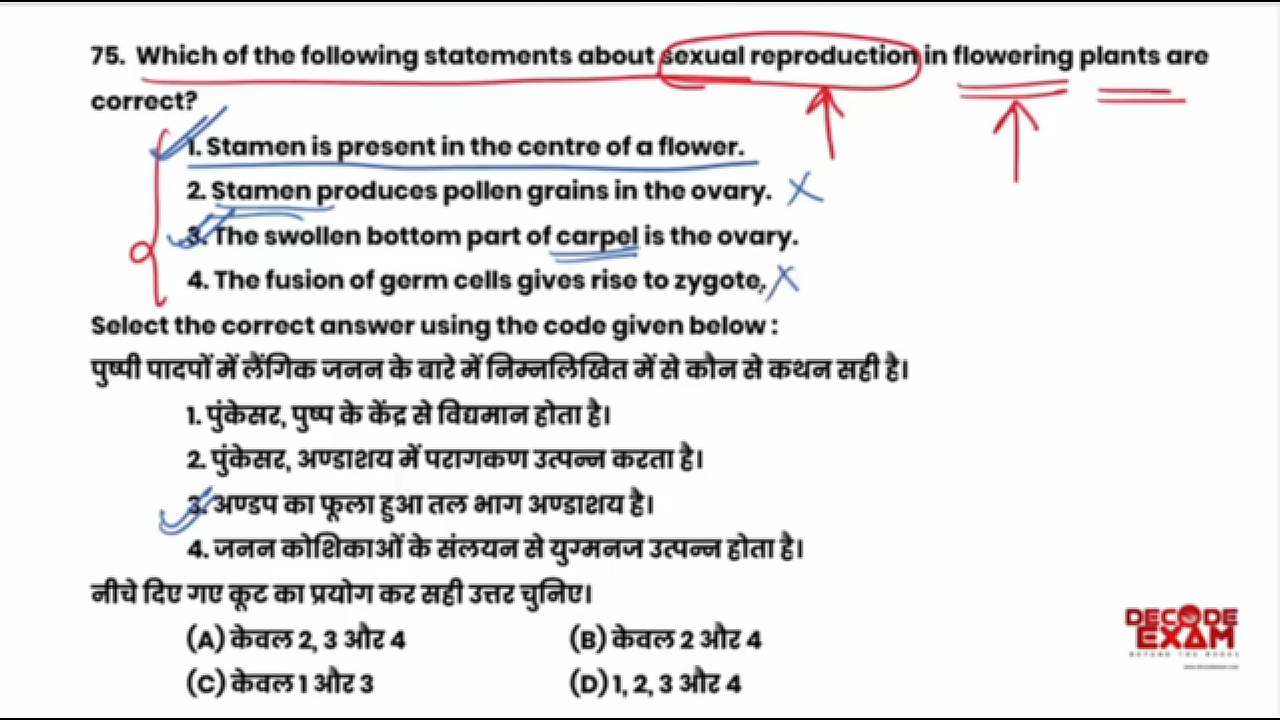 75. Which of the following statements about sexual reproduction in flowering plants are
correct?
1. Stamen is present in the centre of a flower.
2. Stamen produces pollen grains in the ovary.
3. The swollen bottom part of carpel is the ovary.
4. The fusion of germ cells gives rise to zygote.
Select the correct answer using the code given below :
पुष्पी पादपों में लैंगिक जनन के बारे में निम्नलिखित में से कौन से कथन सही है।
1. पुंकेसर, पुष्प के केंद्र से विद्यमान होता है।
2. पुंकेसर, अण्डाशय में परागकण उत्पन्न करता है।
3. अण्डप का फूला हुआ तल भाग अण्डाशय है।
4. जनन कोशिकाओं के संलयन से युग्मनज उत्पन्न होता है।
नीचे दिए गए कूट का प्रयोग कर सही उत्तर चुनिए।
(A) केवल 2, 3 और 4 (B) केवल 2 और 4
(C) केवल 1 और 3 (D) 1, 2, 3 और 4
DECODE
EXAM